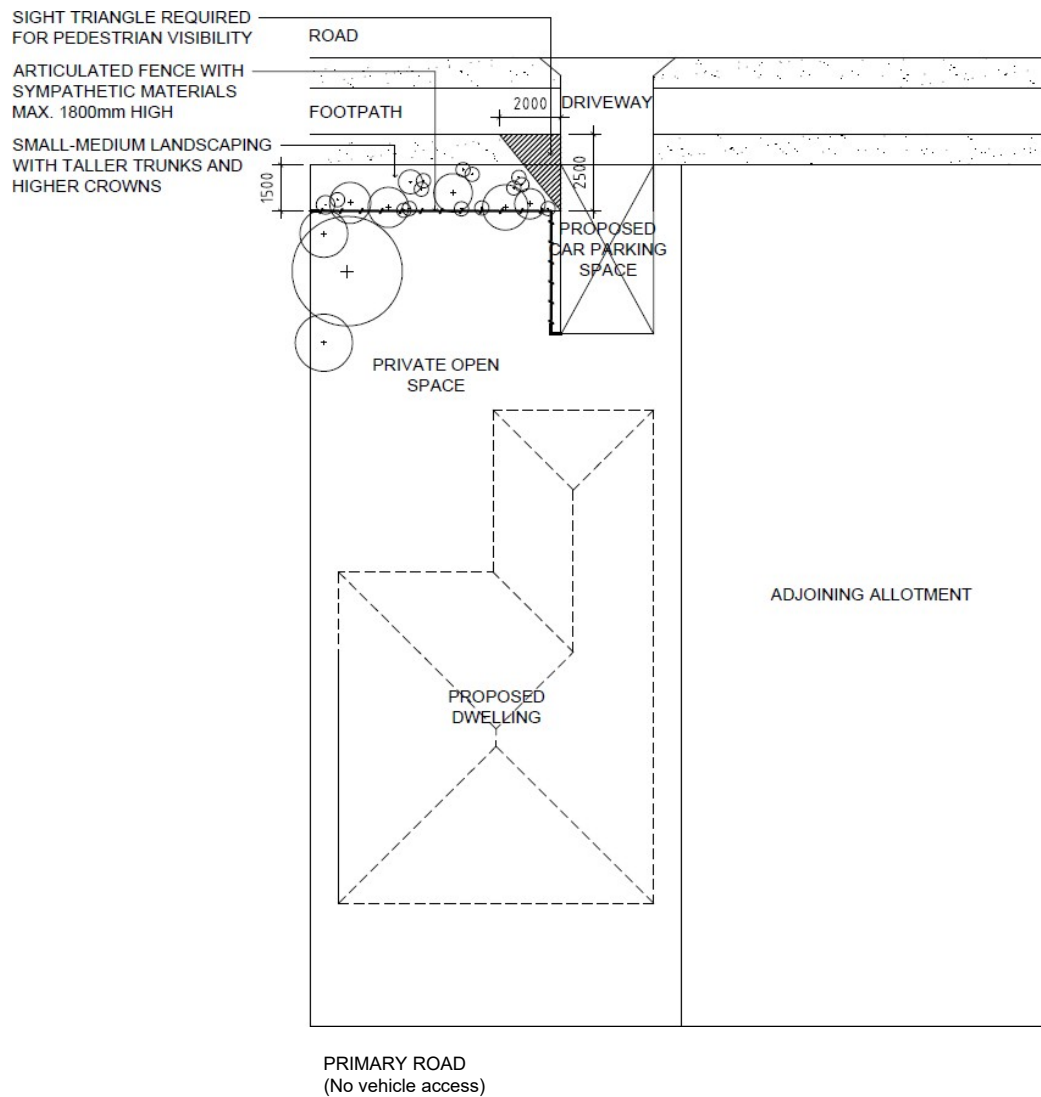 SIGHT TRIANGLE REQUIRED
FOR PEDESTRIAN VISIBILITY
ROAD
ARTICULATED FENCE WITH
SYMPATHETIC MATERIALS
MAX. 1800mm HIGH
2000
DRIVEWAY
FOOTPATH
SMALL-MEDIUM LANDSCAPING
WITH TALLER TRUNKS AND
HIGHER CROWNS
1500
2500
PROPOSED
CAR PARKING
SPACE
PRIVATE OPEN
SPACE
ADJOINING ALLOTMENT
PROPOSED
DWELLING
PRIMARY ROAD
(No vehicle access)